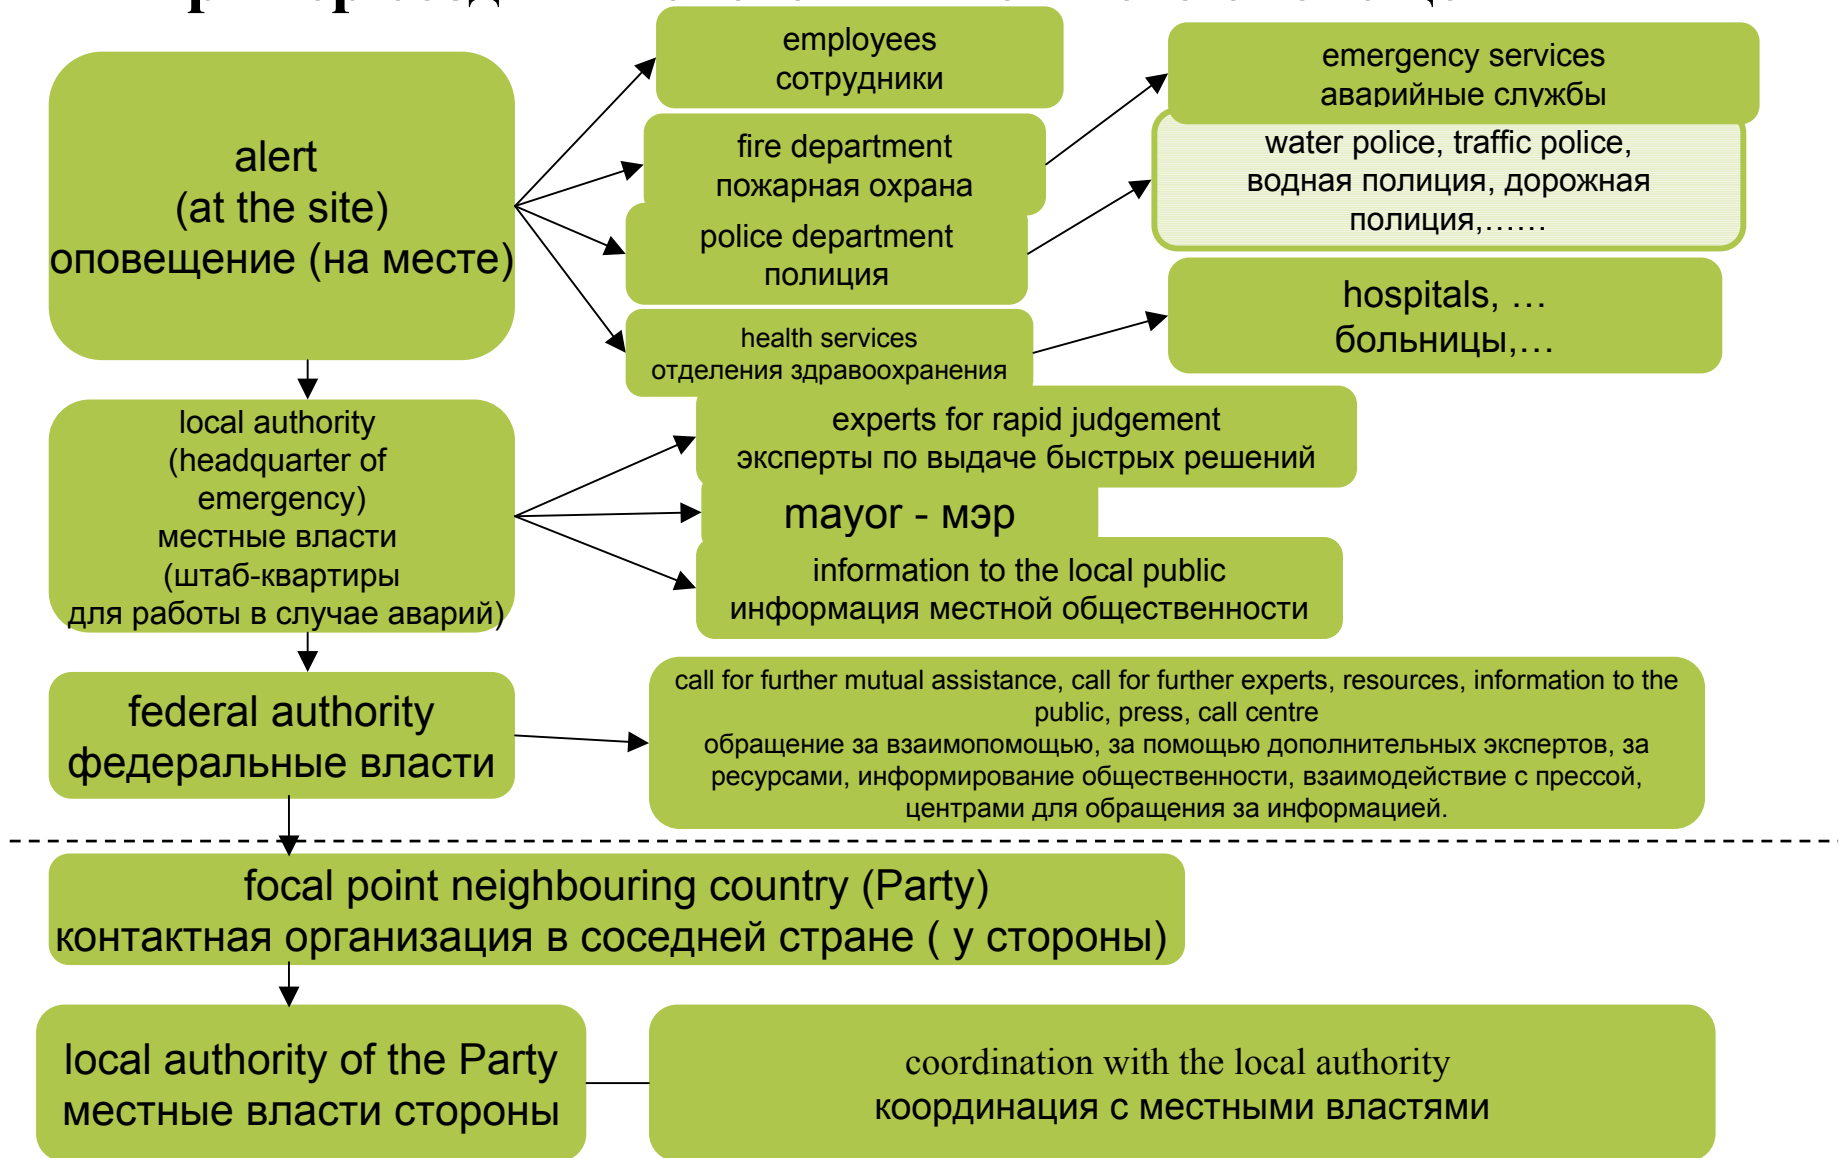 employees
сотрудники
emergency services
аварийные службы
alert
(at the site)
оповещение (на месте)
fire department
пожарная охрана
water police, traffic police,
водная полиция, дорожная
полиция,......
police department
полиция
hospitals, …
больницы,…
health services
отделения здравоохранения
local authority
(headquarter of
emergency)
местные власти
(штаб-квартиры
для работы в случае аварий)
experts for rapid judgement
эксперты по выдаче быстрых решений
mayor - мэр
information to the local public
информация местной общественности
federal authority
федеральные власти
call for further mutual assistance, call for further experts, resources, information to the
public, press, call centre
обращение за взаимопомощью, за помощью дополнительных экспертов, за
ресурсами, информирование общественности, взаимодействие с прессой,
центрами для обращения за информацией.
focal point neighbouring country (Party)
контактная организация в соседней стране ( у стороны)
local authority of the Party
местные власти стороны
coordination with the local authority
координация с местными властями